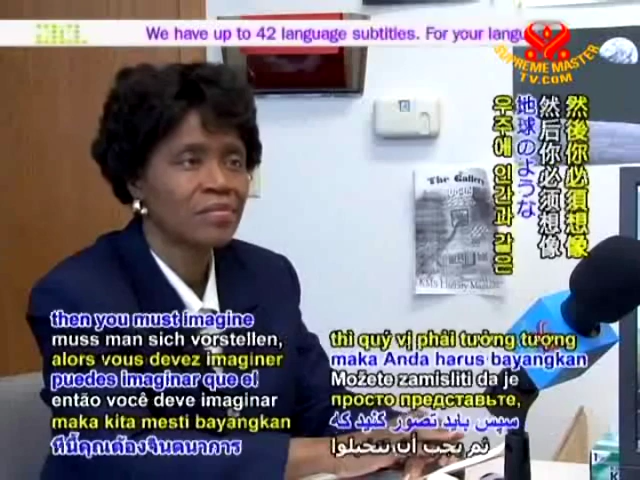 We have up to 42 language subtitles. For your langu
SUPREME MASTER
TV.COM
然後你必須想像
然后你必须想像
地球のような
우주에 인간과 같은
The Gallery
then you must imagine
muss man sich vorstellen,
alors vous devez imaginer
puedes imaginar que el
então você deve imaginar
maka kita mesti bayangkan
ทีนี้คุณต้องจินตนาการ
thì quý vị phải tưởng tượng
maka Anda harus bayangkan
Možete zamisliti da je
просто представьте,
سپس باید تصور کنید که
ثم يجب أن تتخيلوا